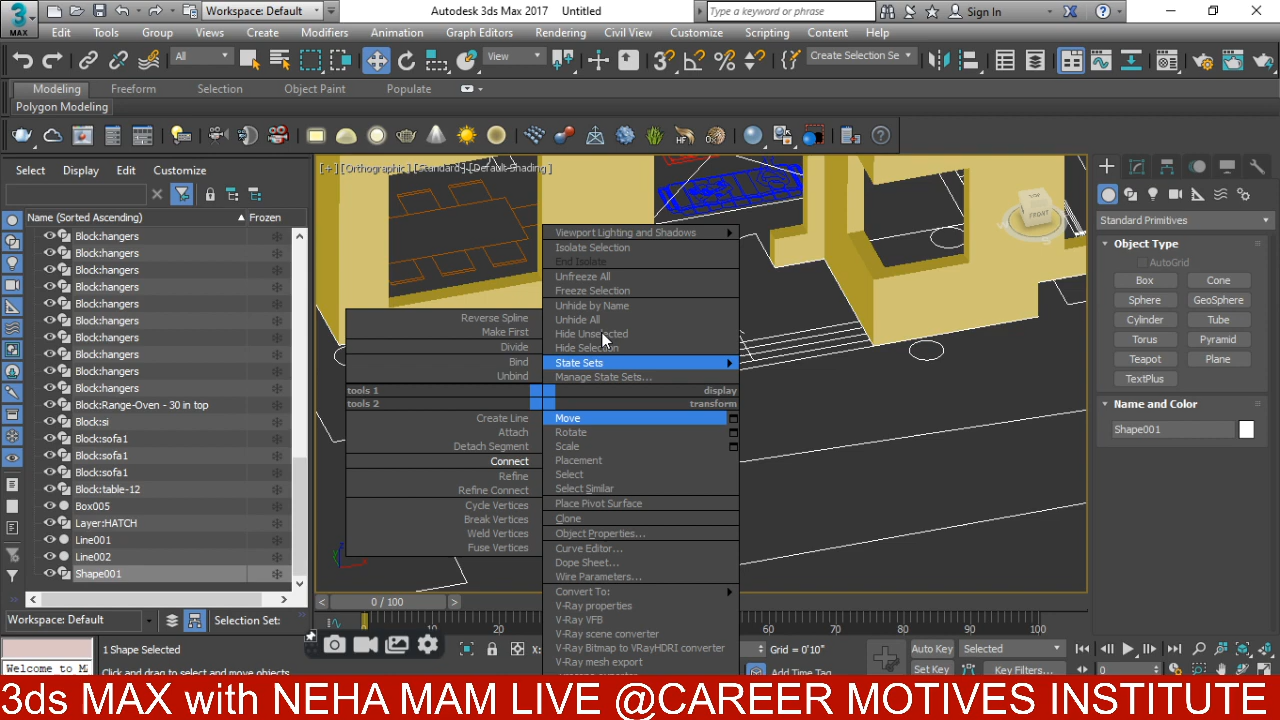 3
MAX
Workspace: Default
Autodesk 3ds Max 2017 Untitled
Type a keyword or phrase
Sign In
Edit Tools Group Views Create Modifiers Animation Graph Editors Rendering Civil View Customize Scripting Content Help
All
View
Create Selection Se
Modeling Freeform Selection Object Paint Populate
Polygon Modeling
Select Display Edit Customize
Name (Sorted Ascending) Frozen
Block:hangers
Block:hangers
Block:hangers
Block:hangers
Block:hangers
Block:hangers
Block:hangers
Block:hangers
Block:hangers
Block:hangers
Block:Range-Oven - 30 in top
Block:si
Block:sofa1
Block:sofa1
Block:sofa1
Block:table-12
Box005
Layer:HATCH
Line001
Line002
Shape001
Workspace: Default
Selection Set:
[+] [Orthographic] [Standard] [Default Shading]
TOP
FRONT
Viewport Lighting and Shadows
Isolate Selection
End Isolate
Unfreeze All
Freeze Selection
Unhide by Name
Unhide All
Hide Unselected
Hide Selection
State Sets
Manage State Sets...
display
transform
Move
Rotate
Scale
Placement
Select
Select Similar
Place Pivot Surface
Clone
Object Properties...
Curve Editor...
Dope Sheet...
Wire Parameters...
Convert To:
V-Ray properties
V-Ray VFB
V-Ray scene converter
V-Ray Bitmap to VRayHDRI converter
V-Ray mesh export
Reverse Spline
Make First
Divide
Bind
Unbind
tools 1
tools 2
Create Line
Attach
Detach Segment
Connect
Refine
Refine Connect
Cycle Vertices
Break Vertices
Weld Vertices
Fuse Vertices
Standard Primitives
Object Type
AutoGrid
Box Cone
Sphere GeoSphere
Cylinder Tube
Torus Pyramid
Teapot Plane
TextPlus
Name and Color
Shape001
0 / 100
20 60 70 80 90 100
1 Shape Selected
Click and drag to select and move objects
Welcome to M
Grid = 0'10"
Add Time Tag
Auto Key Selected
Set Key Key Filters...
0
3ds MAX with NEHA MAM LIVE @CAREER MOTIVES INSTITUTE